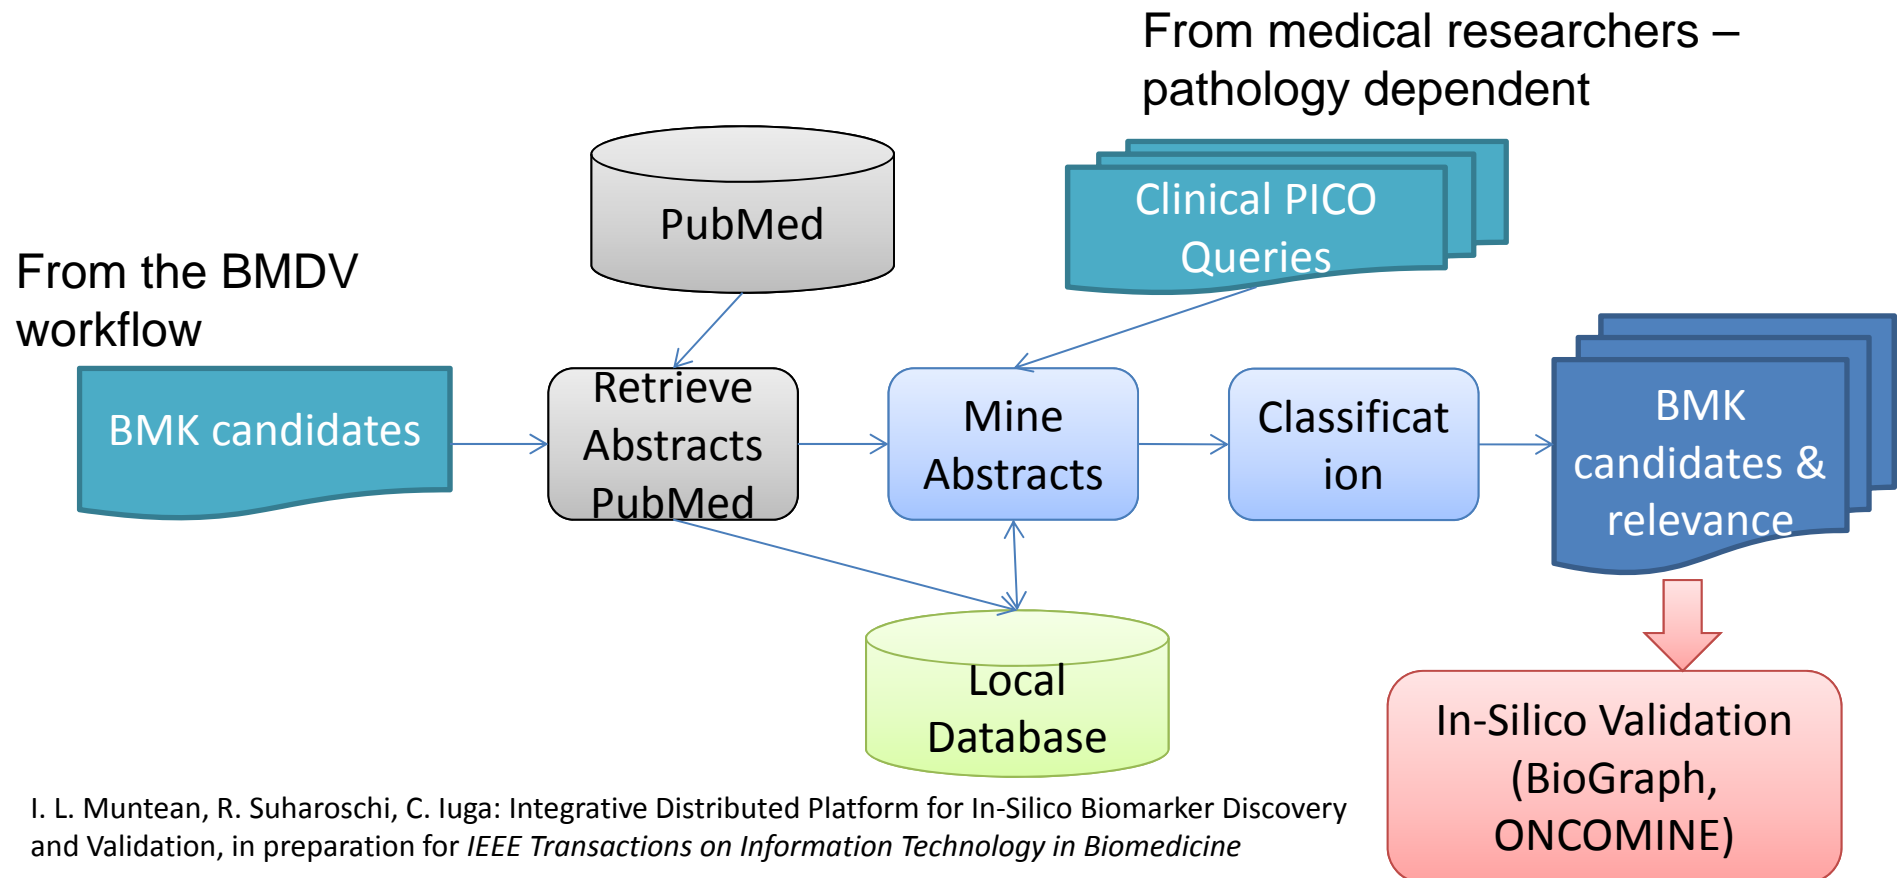 From medical researchers –
pathology dependent
PubMed
Clinical PICO
Queries
From the BMDV
workflow
BMK candidates
Retrieve
Abstracts
PubMed
Mine
Abstracts
Classificat
ion
BMK
candidates &
relevance
Local
Database
In-Silico Validation
(BioGraph,
ONCOMINE)
I. L. Muntean, R. Suharoschi, C. Iuga: Integrative Distributed Platform for In-Silico Biomarker Discovery
and Validation, in preparation for IEEE Transactions on Information Technology in Biomedicine